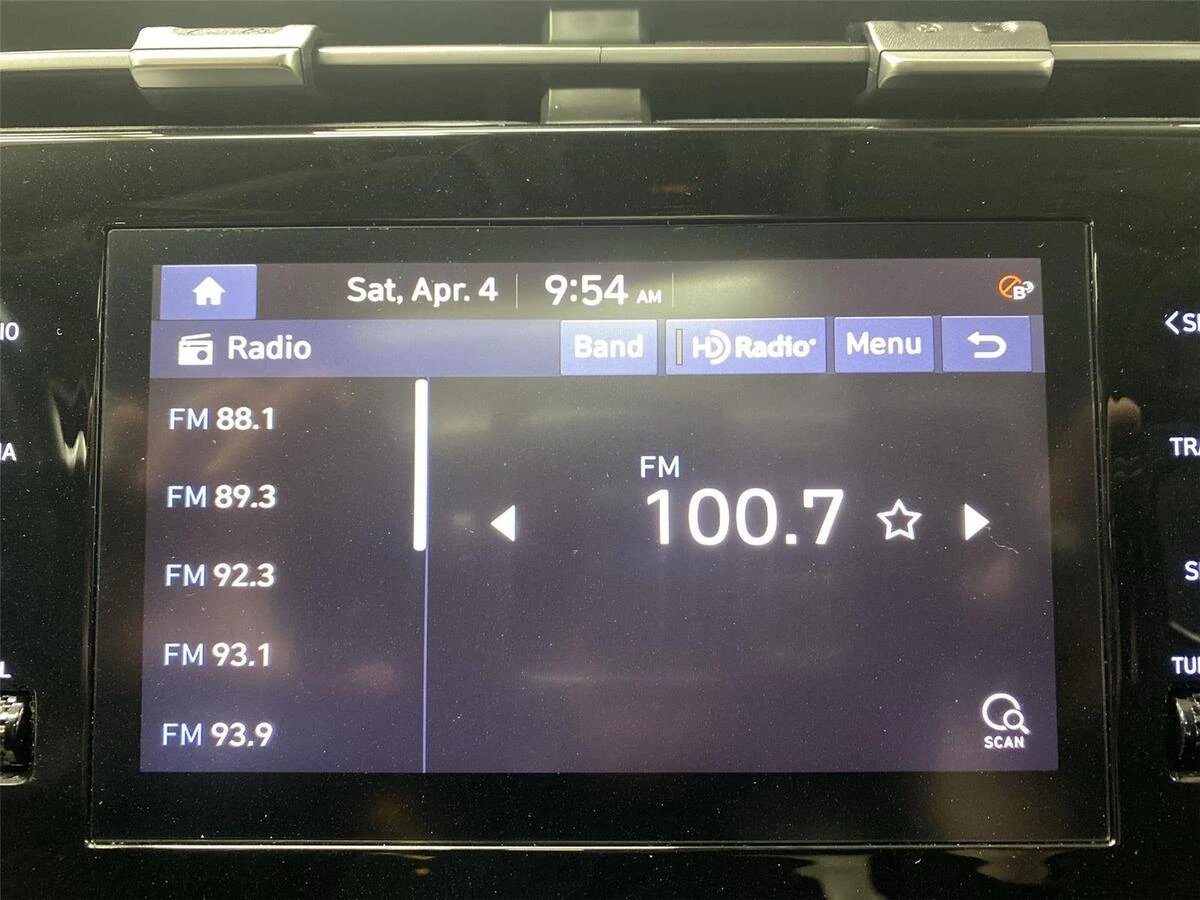 Sat, Apr. 4 9:54 AM
Radio Band HD Radio Menu
FM 88.1
FM 89.3
FM 92.3
FM 93.1
FM 93.9
FM
100.7
SCAN